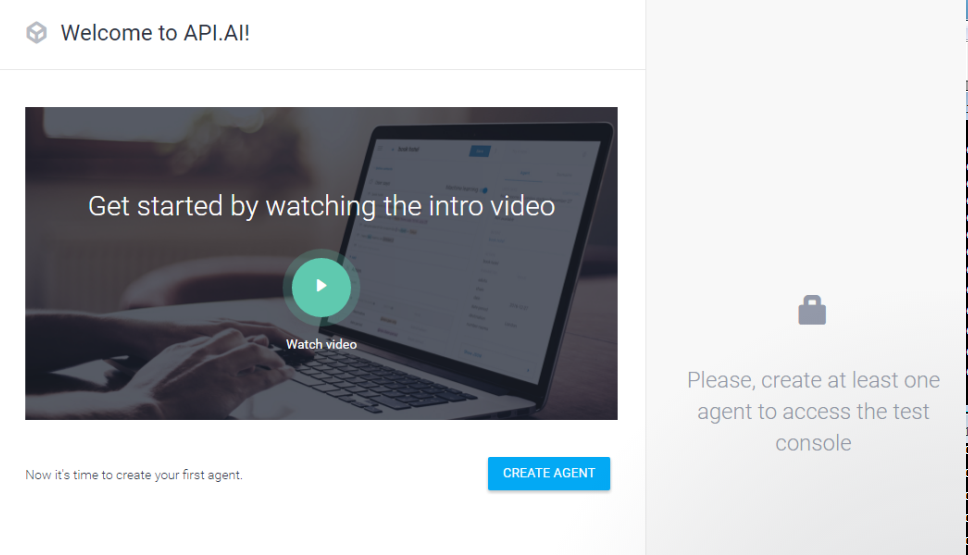 Welcome to API.AI!
Get started by watching the intro video
Watch video
Now it's time to create your first agent.
CREATE AGENT
Please, create at least one
agent to access the test
console